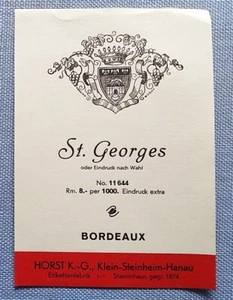 St. Georges
oder Eindruck nach Wahl
No. 11644
Rm. 8.- per 1000. Eindruck extra
BORDEAUX
HORST K.-G., Klein-Steinheim-Hanau
Etikettenfabrik · · · Stammhaus gegr. 1874